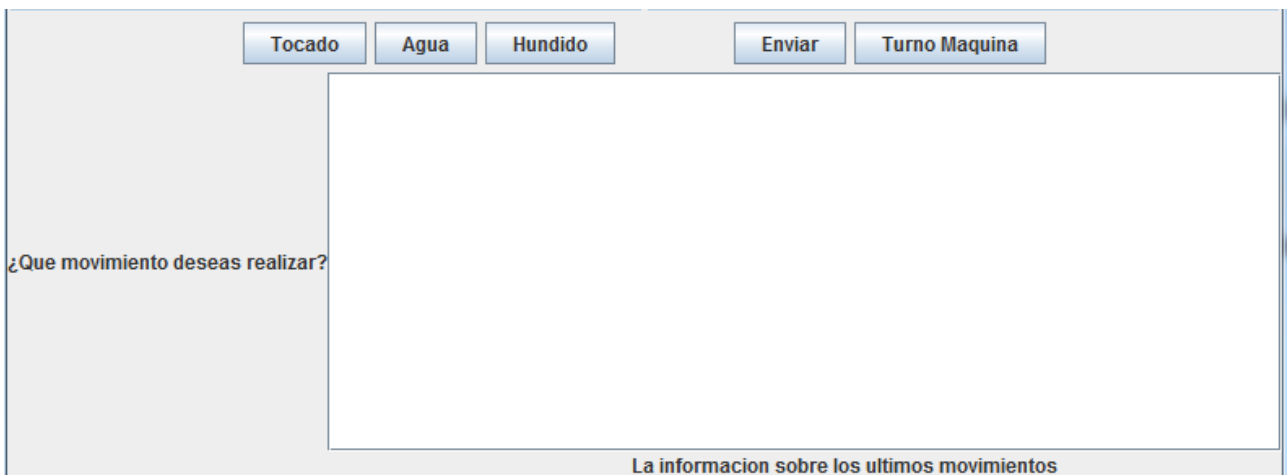 Tocado Agua Hundido Enviar Turno Maquina
¿Que movimiento deseas realizar?
La informacion sobre los ultimos movimientos